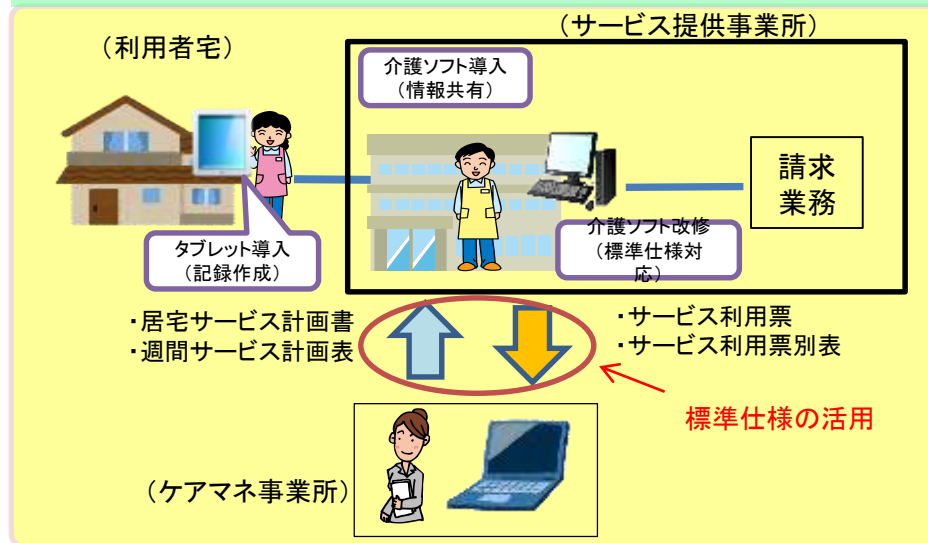 （サービス提供事業所）
（利用者宅）
介護ソフト導入
（情報共有）
請求
業務
タブレット導入
（記録作成）
介護ソフト改修
（標準仕様対
応）
・居宅サービス計画書
・週間サービス計画表
・サービス利用票
・サービス利用票別表
標準仕様の活用
（ケアマネ事業所）